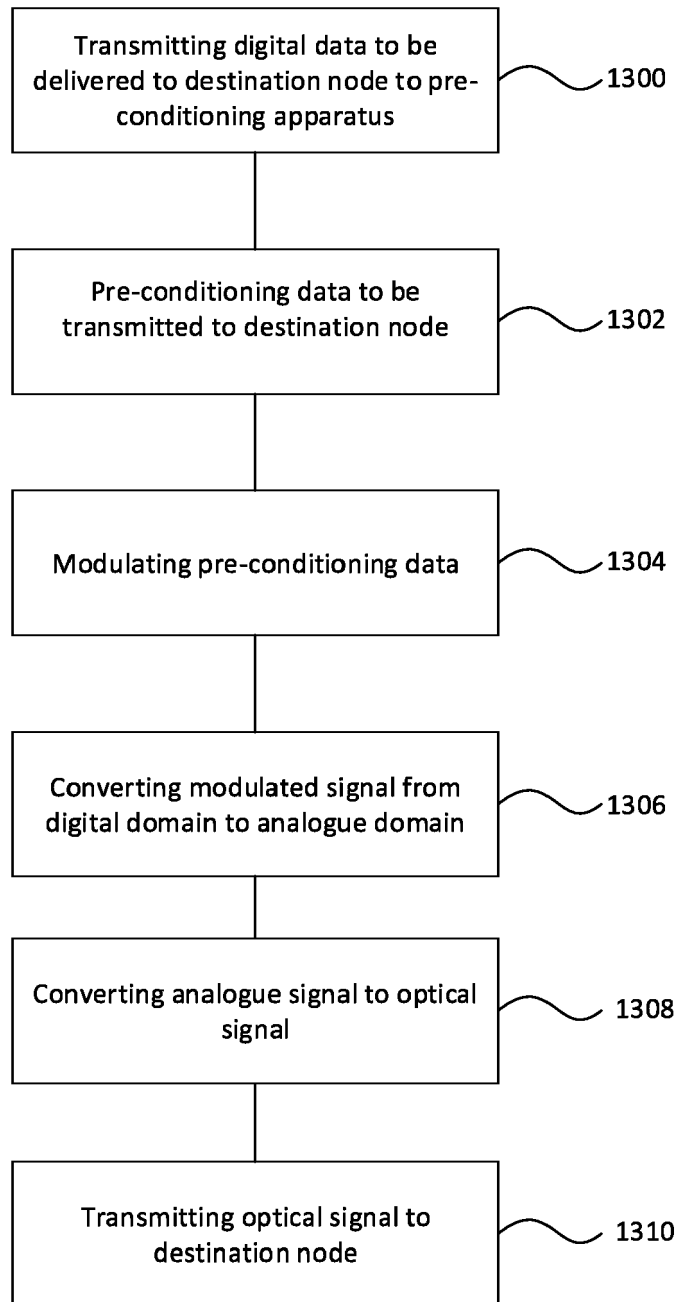 Transmitting digital data to be
delivered to destination node to pre-
conditioning apparatus
1300
Pre-conditioning data to be
transmitted to destination node
1302
Modulating pre-conditioning data
1304
Converting modulated signal from
digital domain to analogue domain
1306
Converting analogue signal to optical
signal
1308
Transmitting optical signal to
destination node
1310